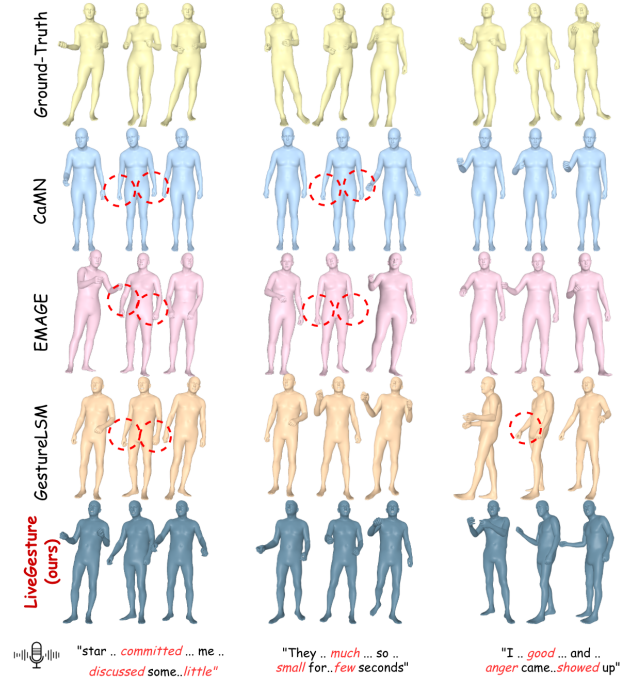 Ground-Truth
CaMN
EMAGE
GestureLSM
LiveGesture
(ours)
"star .. committed ... me ..
discussed some..little"
"They .. much ... so ..
small for..few seconds"
"I .. good ... and ..
anger came..showed up"